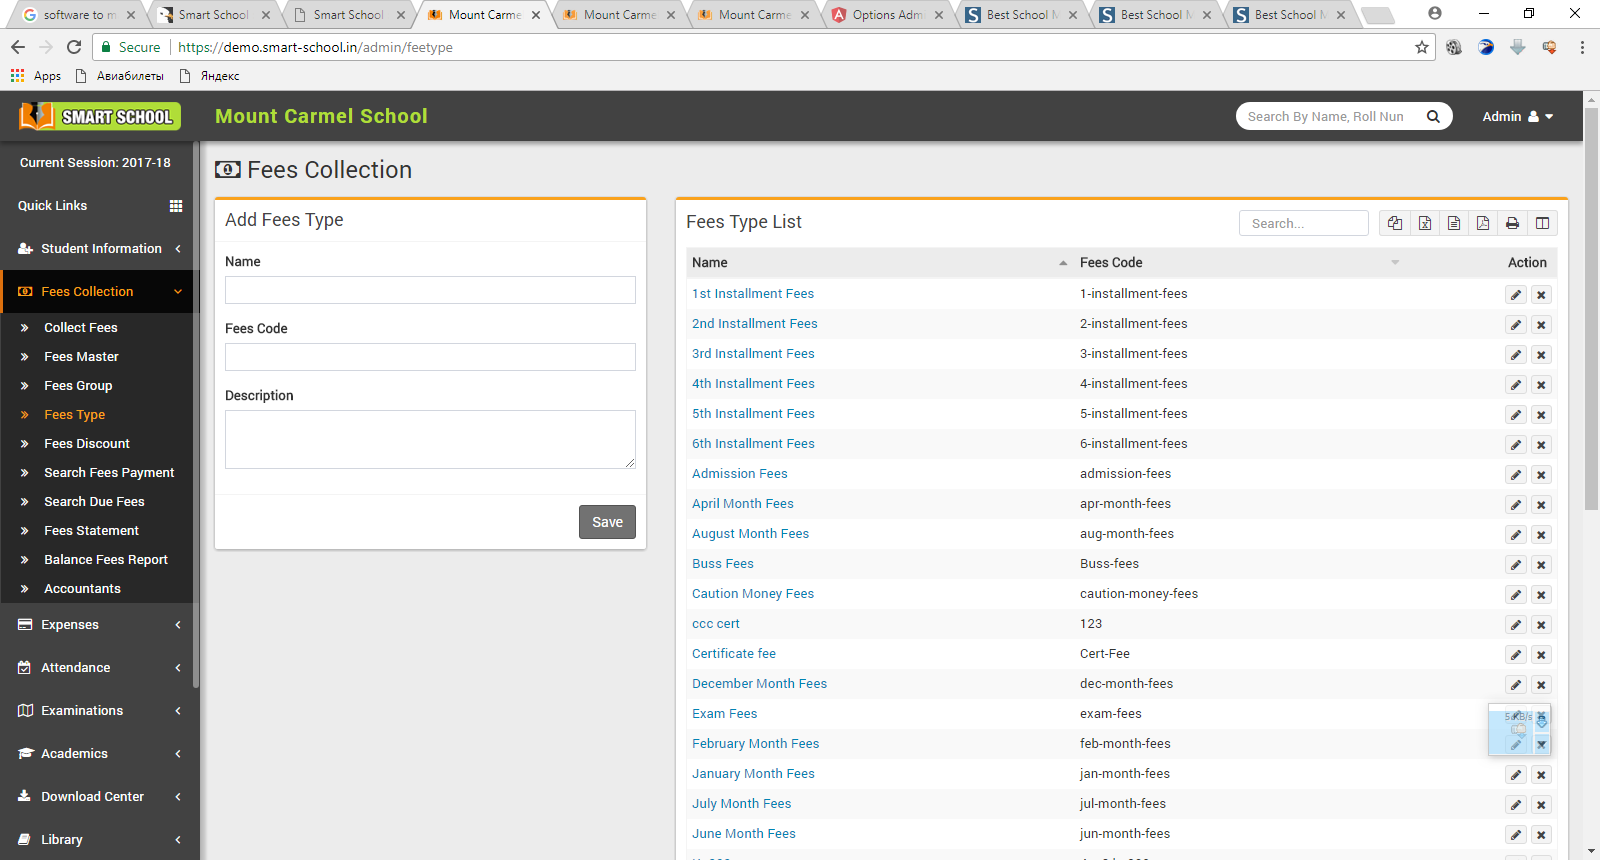 software to m
Smart School
Smart School
Mount Carme
Mount Carme
Mount Carme
Options Admi
Best School M
Best School M
Best School M
Secure https://demo.smart-school.in/admin/feetype
Apps Авиабилеты Яндекс
SMART SCHOOL
Mount Carmel School
Search By Name, Roll Nun
Admin
Current Session: 2017-18
Quick Links
Student Information
Fees Collection
Collect Fees
Fees Master
Fees Group
Fees Type
Fees Discount
Search Fees Payment
Search Due Fees
Fees Statement
Balance Fees Report
Accountants
Expenses
Attendance
Examinations
Academics
Download Center
Library
Fees Collection
Add Fees Type
Name
Fees Code
Description
Save
Fees Type List
Search...
Name Fees Code Action
1st Installment Fees 1-installment-fees
2nd Installment Fees 2-installment-fees
3rd Installment Fees 3-installment-fees
4th Installment Fees 4-installment-fees
5th Installment Fees 5-installment-fees
6th Installment Fees 6-installment-fees
Admission Fees admission-fees
April Month Fees apr-month-fees
August Month Fees aug-month-fees
Buss Fees Buss-fees
Caution Money Fees caution-money-fees
ccc cert 123
Certificate fee Cert-Fee
December Month Fees dec-month-fees
Exam Fees exam-fees
February Month Fees feb-month-fees
January Month Fees jan-month-fees
July Month Fees jul-month-fees
June Month Fees jun-month-fees